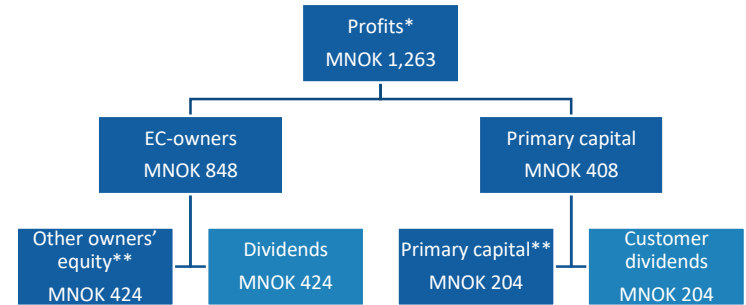 Profits*
MNOK 1,263
EC-owners
MNOK 848
Primary capital
MNOK 408
Other owners’
equity**
MNOK 424
Dividends
MNOK 424
Primary capital**
MNOK 204
Customer
dividends
MNOK 204